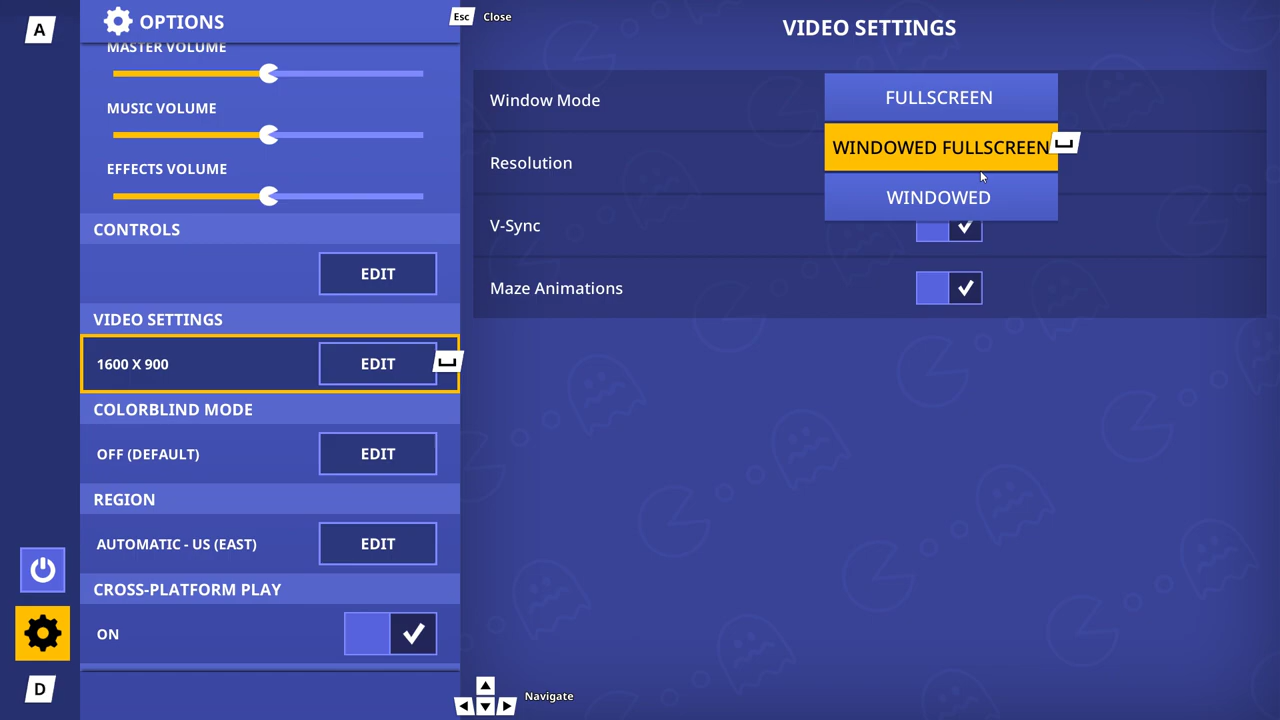 A
OPTIONS
Esc Close
MASTER VOLUME
MUSIC VOLUME
EFFECTS VOLUME
CONTROLS
EDIT
VIDEO SETTINGS
1600 X 900 EDIT
COLORBLIND MODE
OFF (DEFAULT) EDIT
REGION
AUTOMATIC - US (EAST) EDIT
CROSS-PLATFORM PLAY
ON
D
VIDEO SETTINGS
Window Mode
FULLSCREEN
WINDOWED FULLSCREEN
Resolution
WINDOWED
V-Sync
Maze Animations
Navigate